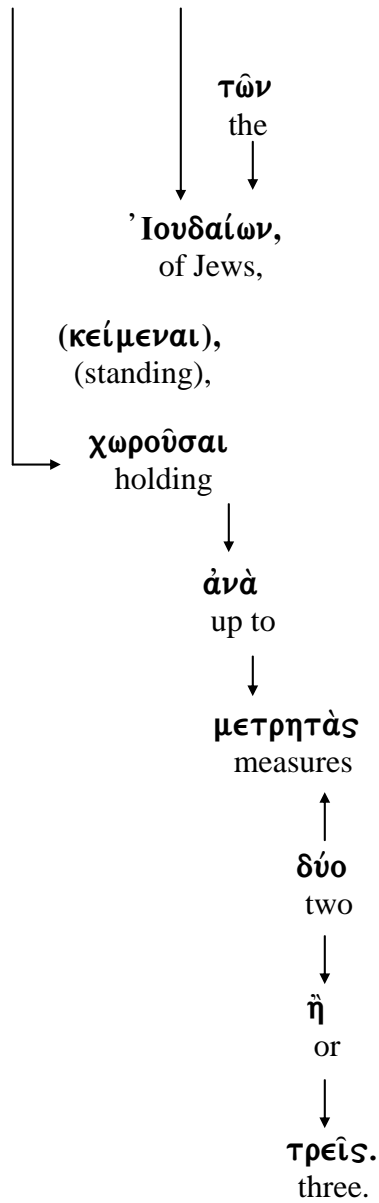 τῶν
the
Ἰουδαίων,
of Jews,
(κείμεναι),
(standing),
χωροῦσαι
holding
ἀνὰ
up to
μετρητὰς
measures
δύο
two
ἢ
or
τρεῖς.
three.